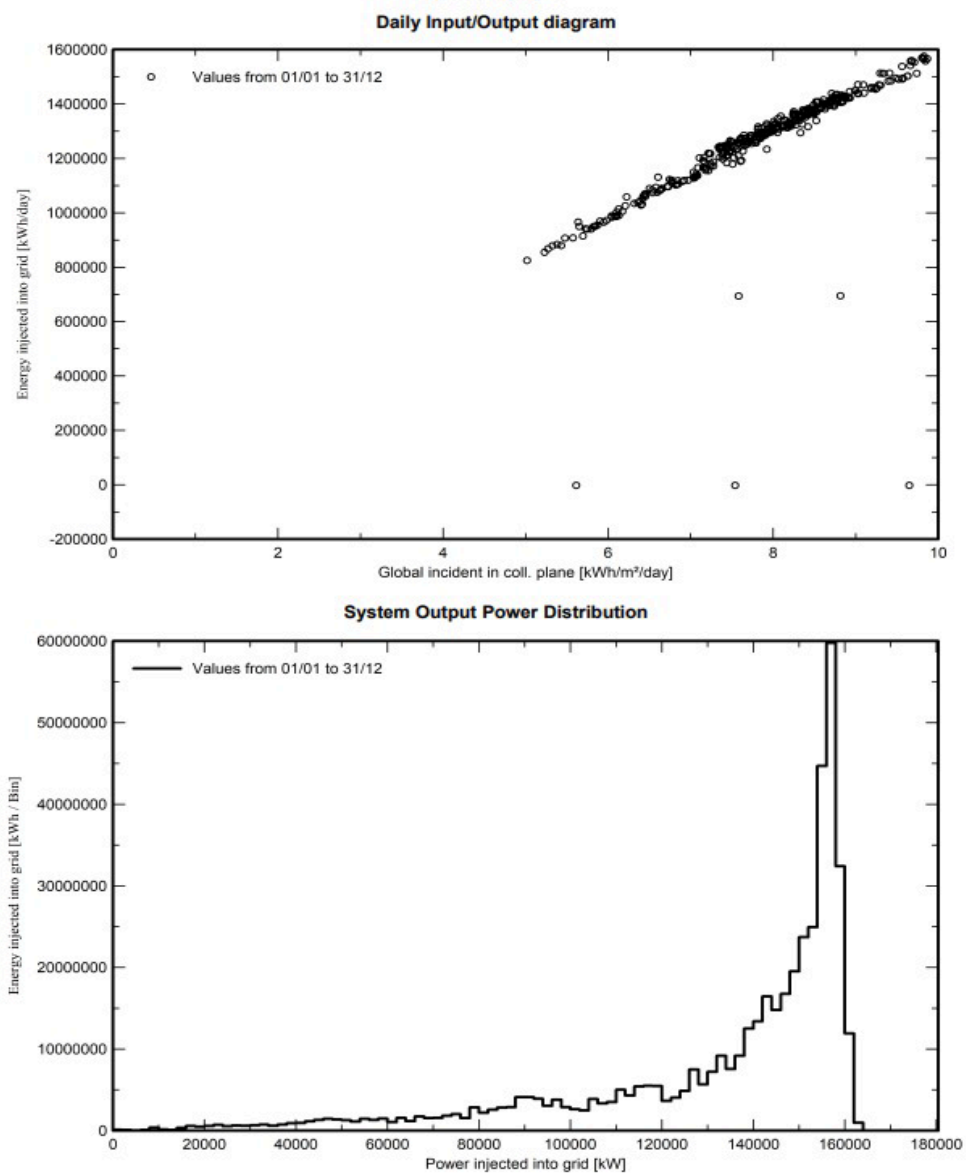 Daily Input/Output diagram
1600000
Values from 01/01 to 31/12
1400000
1200000
1000000
800000
600000
400000
200000
0
-200000
Energy injected into grid [kWh/day]
0 2 4 6 8 10
Global incident in coll. plane [kWh/m²/day]
System Output Power Distribution
60000000
Values from 01/01 to 31/12
50000000
40000000
30000000
20000000
10000000
0
Energy injected into grid [kWh / Bin]
0 20000 40000 60000 80000 100000 120000 140000 160000 180000
Power injected into grid [kW]